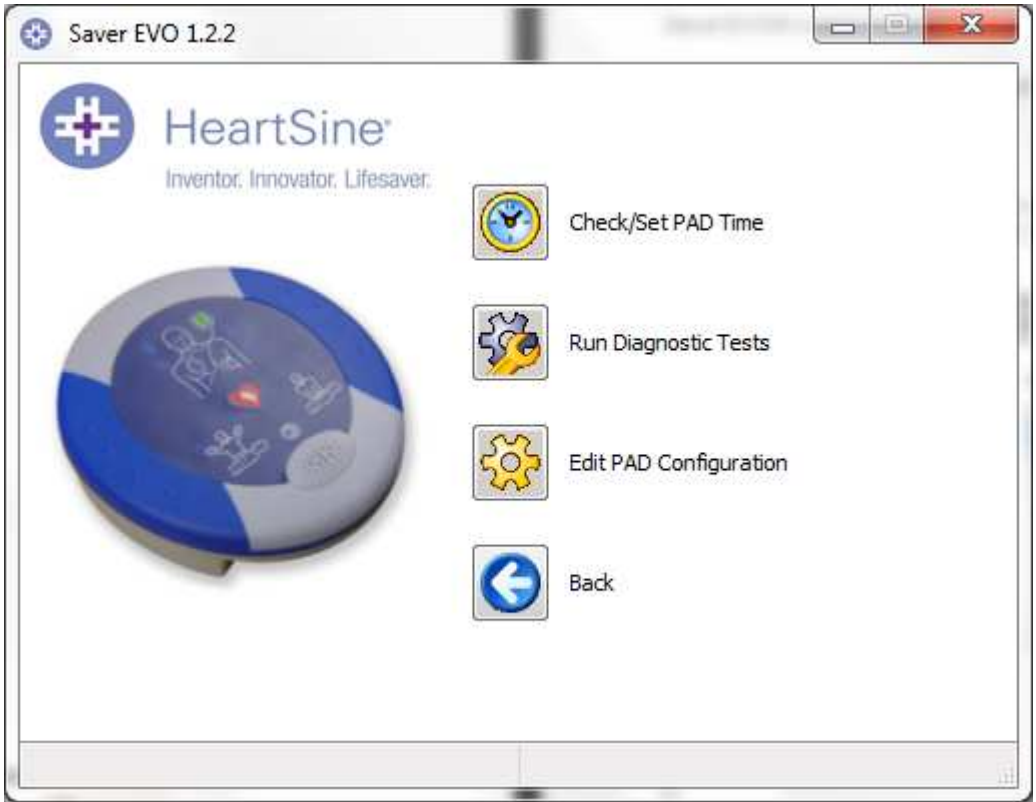 Saver EVO 1.2.2
HeartSine®
Inventor. Innovator. Lifesaver.
Check/Set PAD Time
Run Diagnostic Tests
Edit PAD Configuration
Back